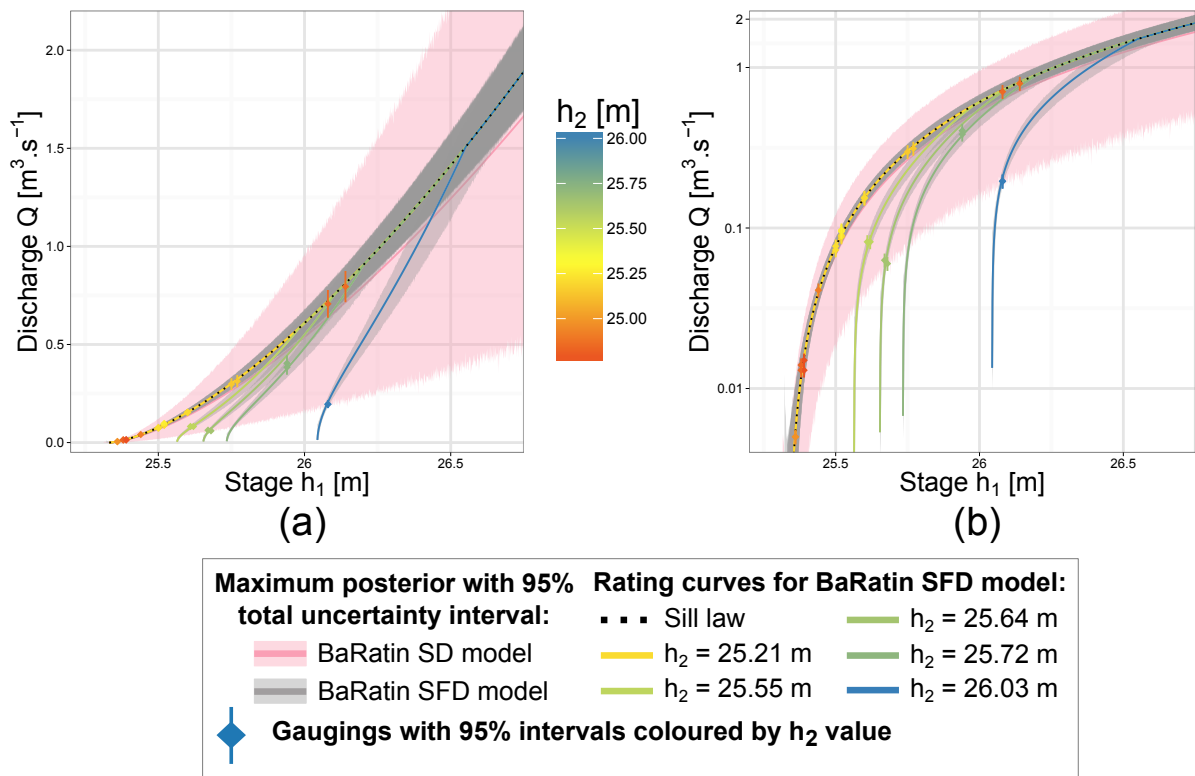 2.0
1.5
1.0
0.5
0.0
Discharge Q [m³.s⁻¹]
25.5 26 26.5
Stage h₁ [m]
(a)
h₂ [m]
26.00
25.75
25.50
25.25
25.00
2
1
0.1
0.01
Discharge Q [m³.s⁻¹]
25.5 26 26.5
Stage h₁ [m]
(b)
Maximum posterior with 95%
total uncertainty interval:
BaRatin SD model
BaRatin SFD model
Rating curves for BaRatin SFD model:
Sill law
h₂ = 25.21 m
h₂ = 25.55 m
h₂ = 25.64 m
h₂ = 25.72 m
h₂ = 26.03 m
Gaugings with 95% intervals coloured by h₂ value